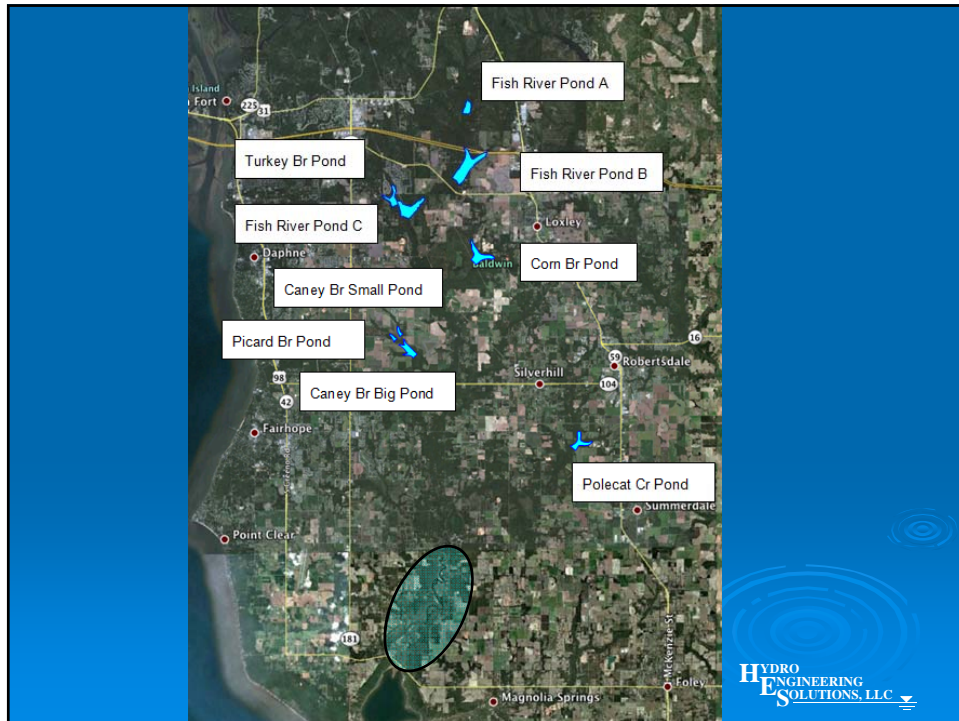 Island
n Fort
225
31
Fish River Pond A
Turkey Br Pond
Fish River Pond B
Fish River Pond C
Loxley
Daphne
Baldwin
Corn Br Pond
Caney Br Small Pond
Picard Br Pond
16
59
Robertsdale
98
Silverhill
104
Caney Br Big Pond
42
Fairhope
Polecat Cr Pond
Summerdale
Point Clear
181
McKenzie St
Foley
Magnolia Springs
HYDRO
ENGINEERING
SOLUTIONS, LLC